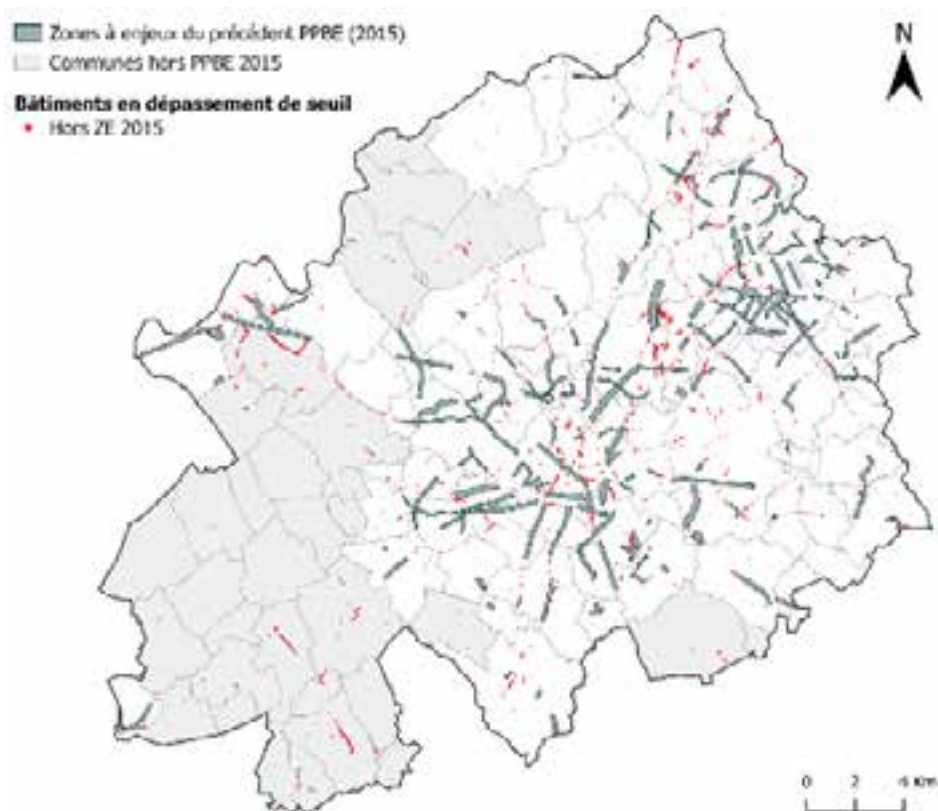 Zones à enjeux du précédent PPBE (2015)
Communes hors PPBE 2015
Bâtiments en dépassement de seuil
Hors ZE 2015
N
0 2 4 Km